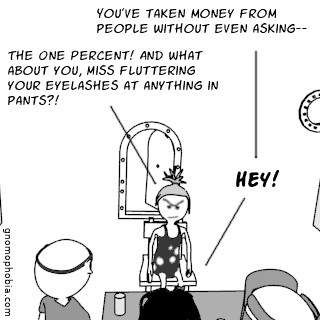 YOU'VE TAKEN MONEY FROM
PEOPLE WITHOUT EVEN ASKING--
THE ONE PERCENT! AND WHAT
ABOUT YOU, MISS FLUTTERING
YOUR EYELASHES AT ANYTHING IN
PANTS?!
HEY!
gnomophobia.com